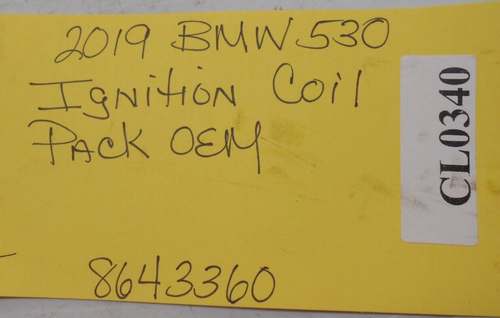 2019 BMW 530
Ignition Coil
Pack OEM
8643360
CL0340